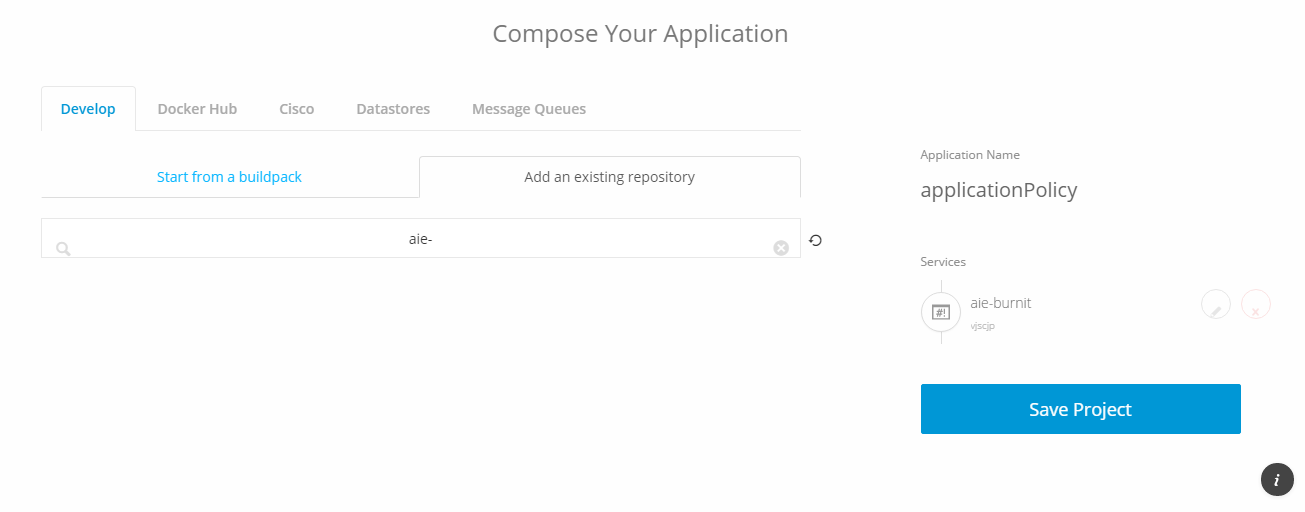 Compose Your Application
Develop
Docker Hub
Cisco
Datastores
Message Queues
Start from a buildpack
Add an existing repository
aie-
Application Name
applicationPolicy
Services
#!
aie-burnit
vjscjp
x
Save Project
i